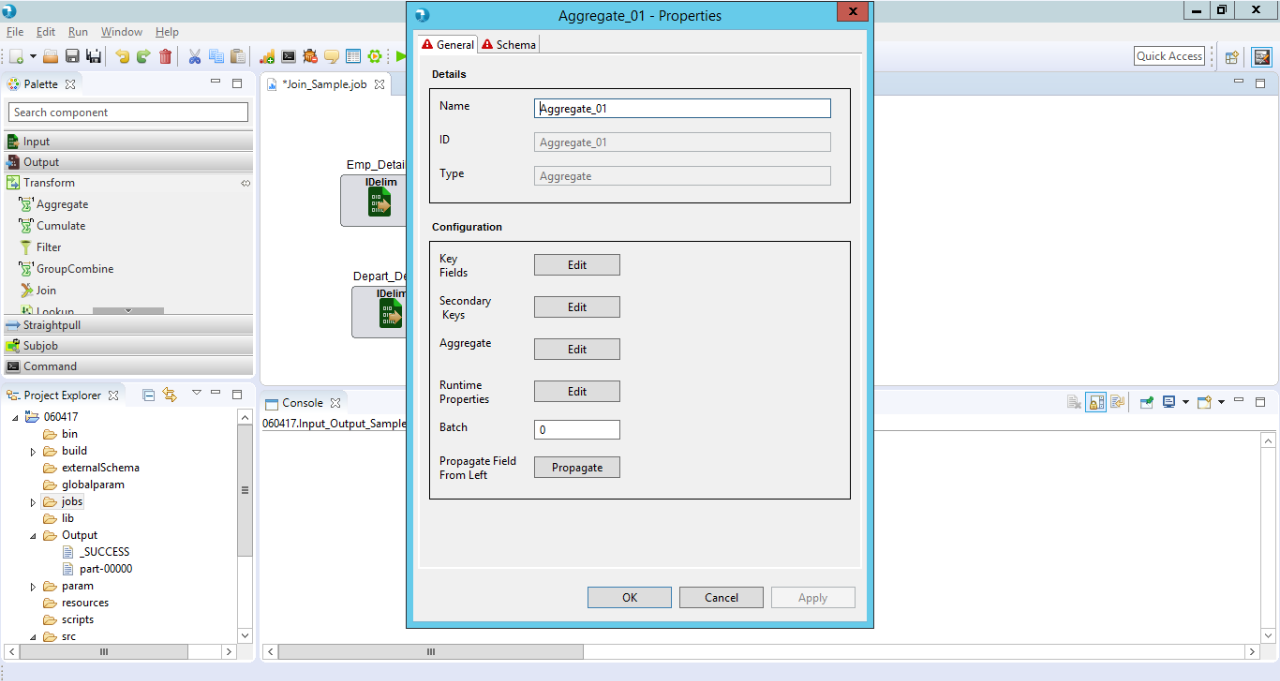 Aggregate_01 - Properties
X
File Edit Run Window Help
Quick Access
Palette
Search component
Input
Output
Transform
Aggregate
Cumulate
Filter
GroupCombine
Join
Lookup
Straightpull
Subjob
Command
*Join_Sample.job
Emp_Detai
IDelim
Depart_De
IDelim
General
Schema
Details
Name
Aggregate_01
ID
Aggregate_01
Type
Aggregate
Configuration
Key
Fields
Edit
Secondary
Keys
Edit
Aggregate
Edit
Runtime
Properties
Edit
Batch
0
Propagate Field
From Left
Propagate
OK
Cancel
Apply
Project Explorer
060417
bin
build
externalSchema
globalparam
jobs
lib
Output
_SUCCESS
part-00000
param
resources
scripts
src
Console
060417.Input_Output_Sample